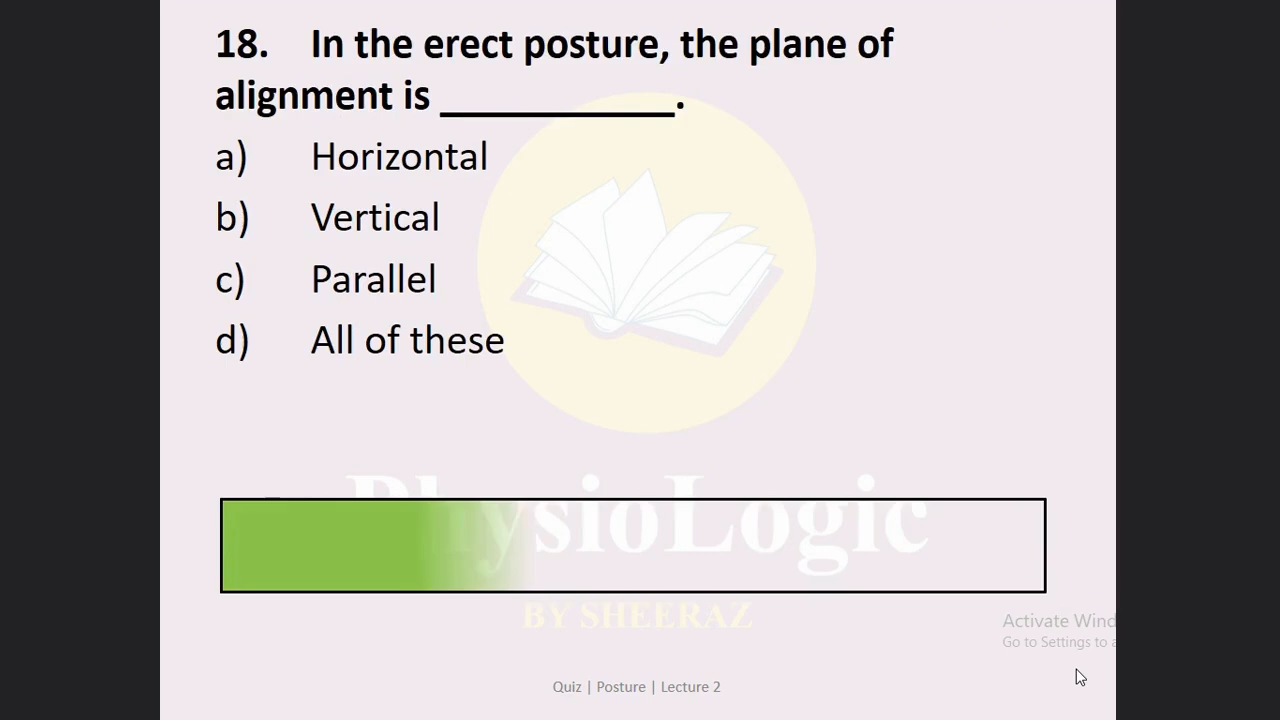 18. In the erect posture, the plane of
alignment is ___________.
a) Horizontal
b) Vertical
c) Parallel
d) All of these
PhysioLogic
BY SHEERAZ
Activate Wind
Go to Settings to a
Quiz | Posture | Lecture 2